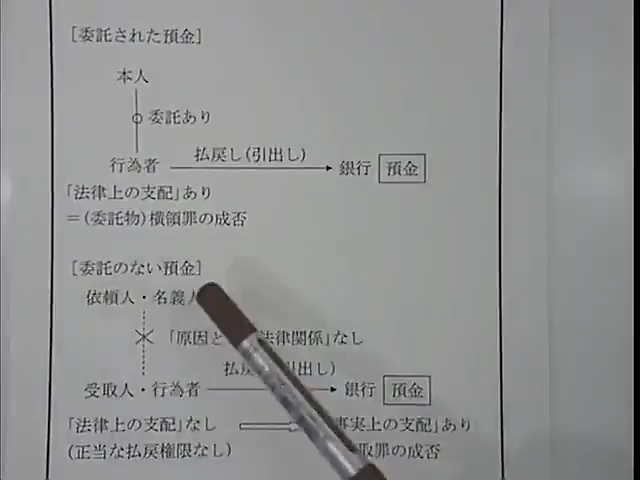 [委託された預金]
本人
委託あり
払戻し(引出し)
行為者 銀行 預金
「法律上の支配」あり
=(委託物)横領罪の成否
[委託のない預金]
依頼人・名義人
「原因と 法律関係」なし
払戻 引出し)
受取人・行為者 銀行 預金
「法律上の支配」なし 事実上の支配」あり
(正当な払戻権限なし) 取罪の成否